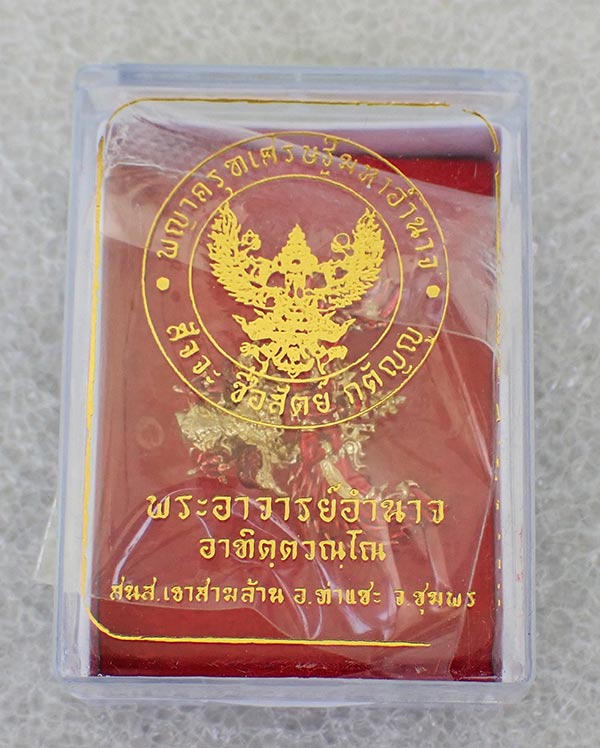 พญาครุฑเศรษฐีมหาอำนาจ
สัจจะ ซื่อสัตย์ กตัญญู
พระอาจารย์อำนาจ
อาทิตฺตวณฺโณ
สนส.เขาสามล้าน อ.ท่าแซะ จ.ชุมพร